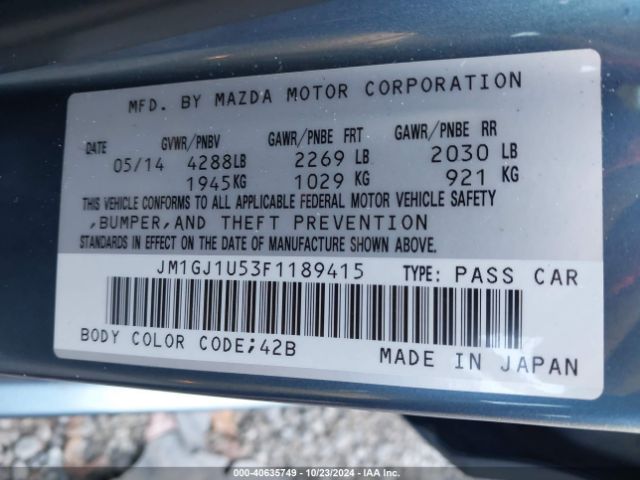 MFD. BY MAZDA MOTOR CORPORATION
DATE GVWR/PNBV GAWR/PNBE FRT GAWR/PNBE RR
05/14 4288LB 2269 LB 2030 LB
1945KG 1029 KG 921 KG
THIS VEHICLE CONFORMS TO ALL APPLICABLE FEDERAL MOTOR VEHICLE SAFETY
,BUMPER,AND THEFT PREVENTION
STANDARDS IN EFFECT ON THE DATE OF MANUFACTURE SHOWN ABOVE.
JM1GJ1U53F1189415 TYPE: PASS CAR
BODY COLOR CODE;42B MADE IN JAPAN
000-40635749 - 10/23/2024 - IAA Inc.